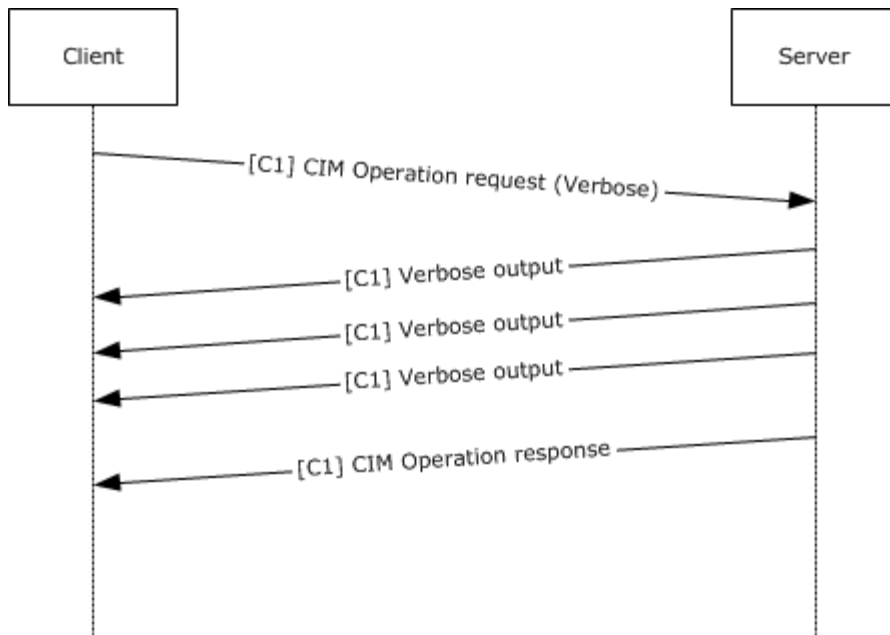 Client
Server
[C1] CIM Operation request (Verbose)
[C1] Verbose output
[C1] Verbose output
[C1] Verbose output
[C1] CIM Operation response